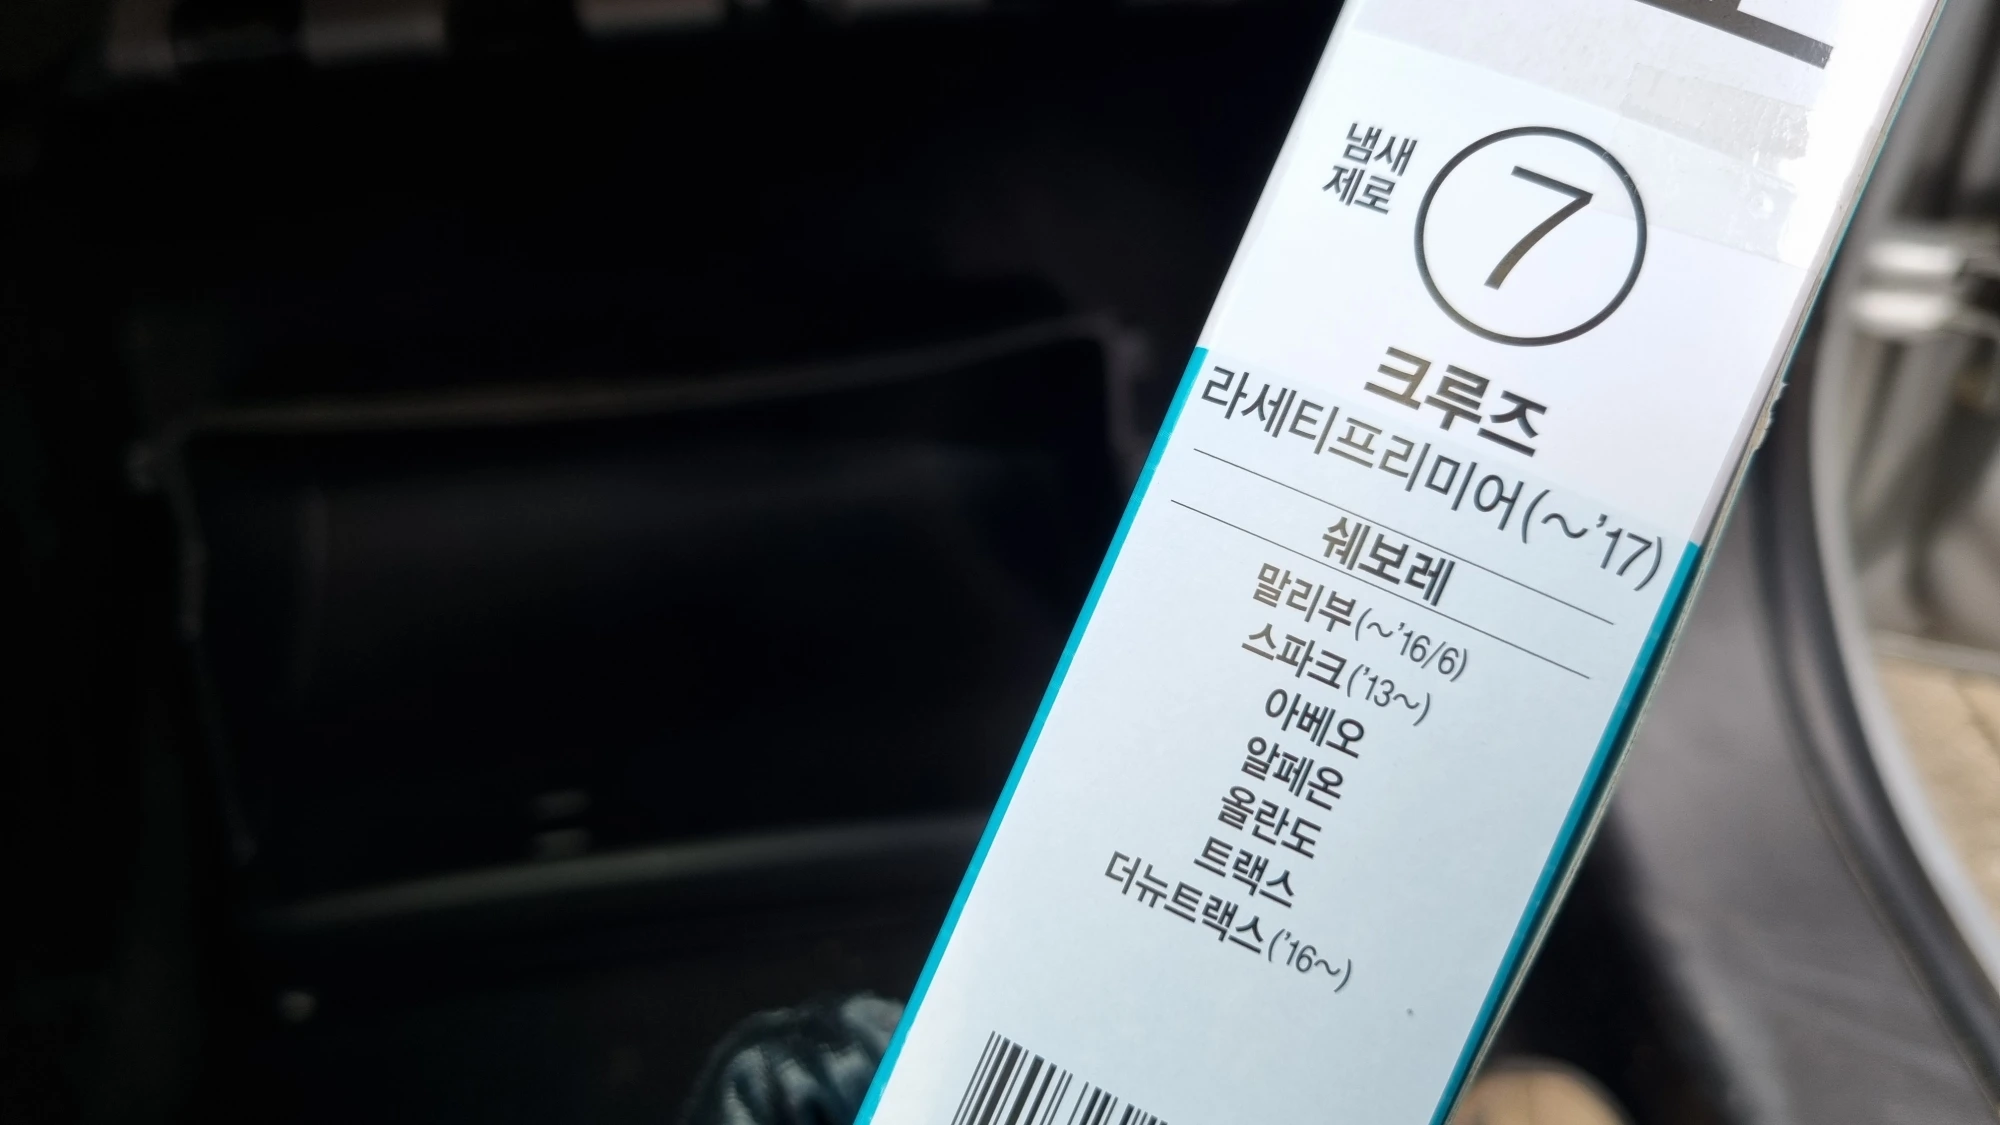 냄새
제로
7
크루즈
라세티프리미어(~'17)
쉐보레
말리부(~'16/6)
스파크('13~)
아베오
알페온
올란도
트랙스
더뉴트랙스('16~)